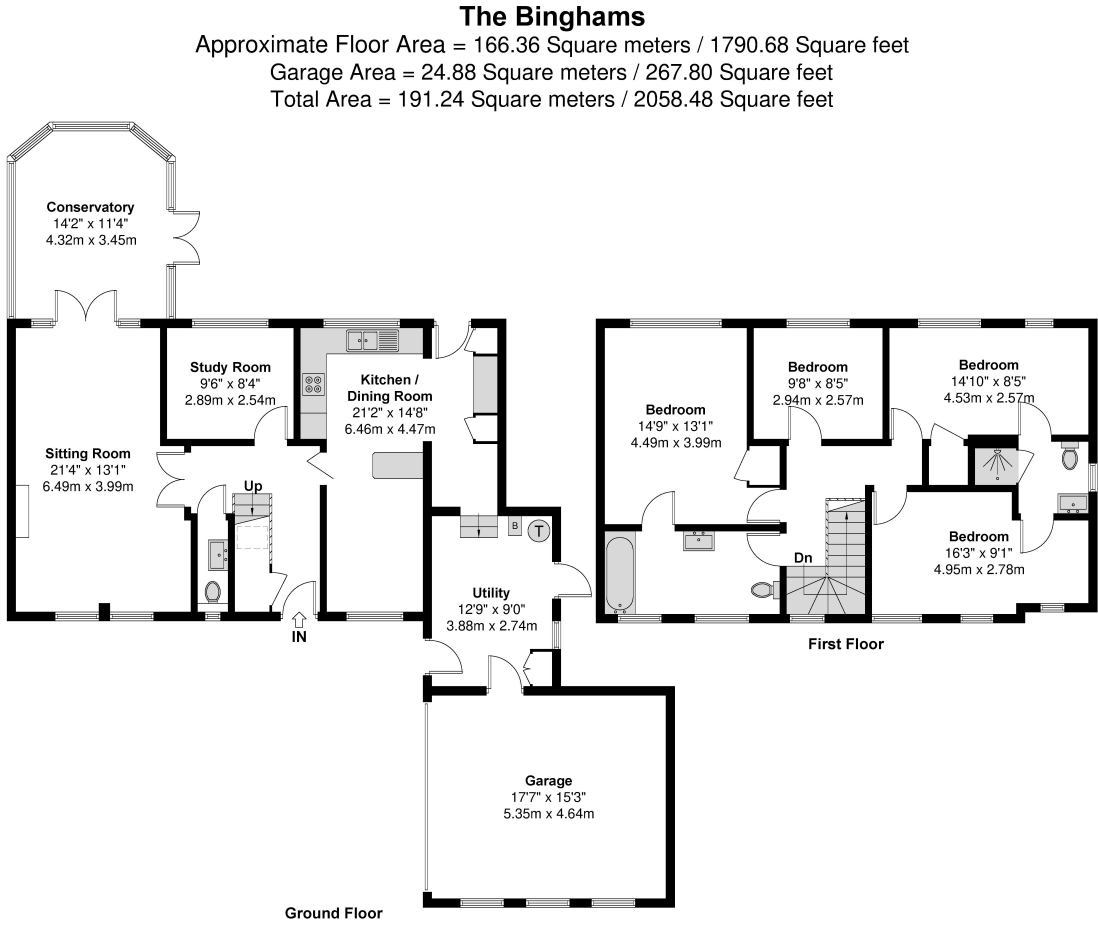 The Binghams
Approximate Floor Area = 166.36 Square meters / 1790.68 Square feet
Garage Area = 24.88 Square meters / 267.80 Square feet
Total Area = 191.24 Square meters / 2058.48 Square feet
Conservatory
14'2" x 11'4"
4.32m x 3.45m
Study Room
9'6" x 8'4"
2.89m x 2.54m
Kitchen /
Dining Room
21'2" x 14'8"
6.46m x 4.47m
Sitting Room
21'4" x 13'1"
6.49m x 3.99m
Up
B
T
Utility
12'9" x 9'0"
3.88m x 2.74m
IN
Garage
17'7" x 15'3"
5.35m x 4.64m
Ground Floor
Bedroom
14'9" x 13'1"
4.49m x 3.99m
Bedroom
9'8" x 8'5"
2.94m x 2.57m
Bedroom
14'10" x 8'5"
4.53m x 2.57m
Bedroom
16'3" x 9'1"
4.95m x 2.78m
Dn
First Floor